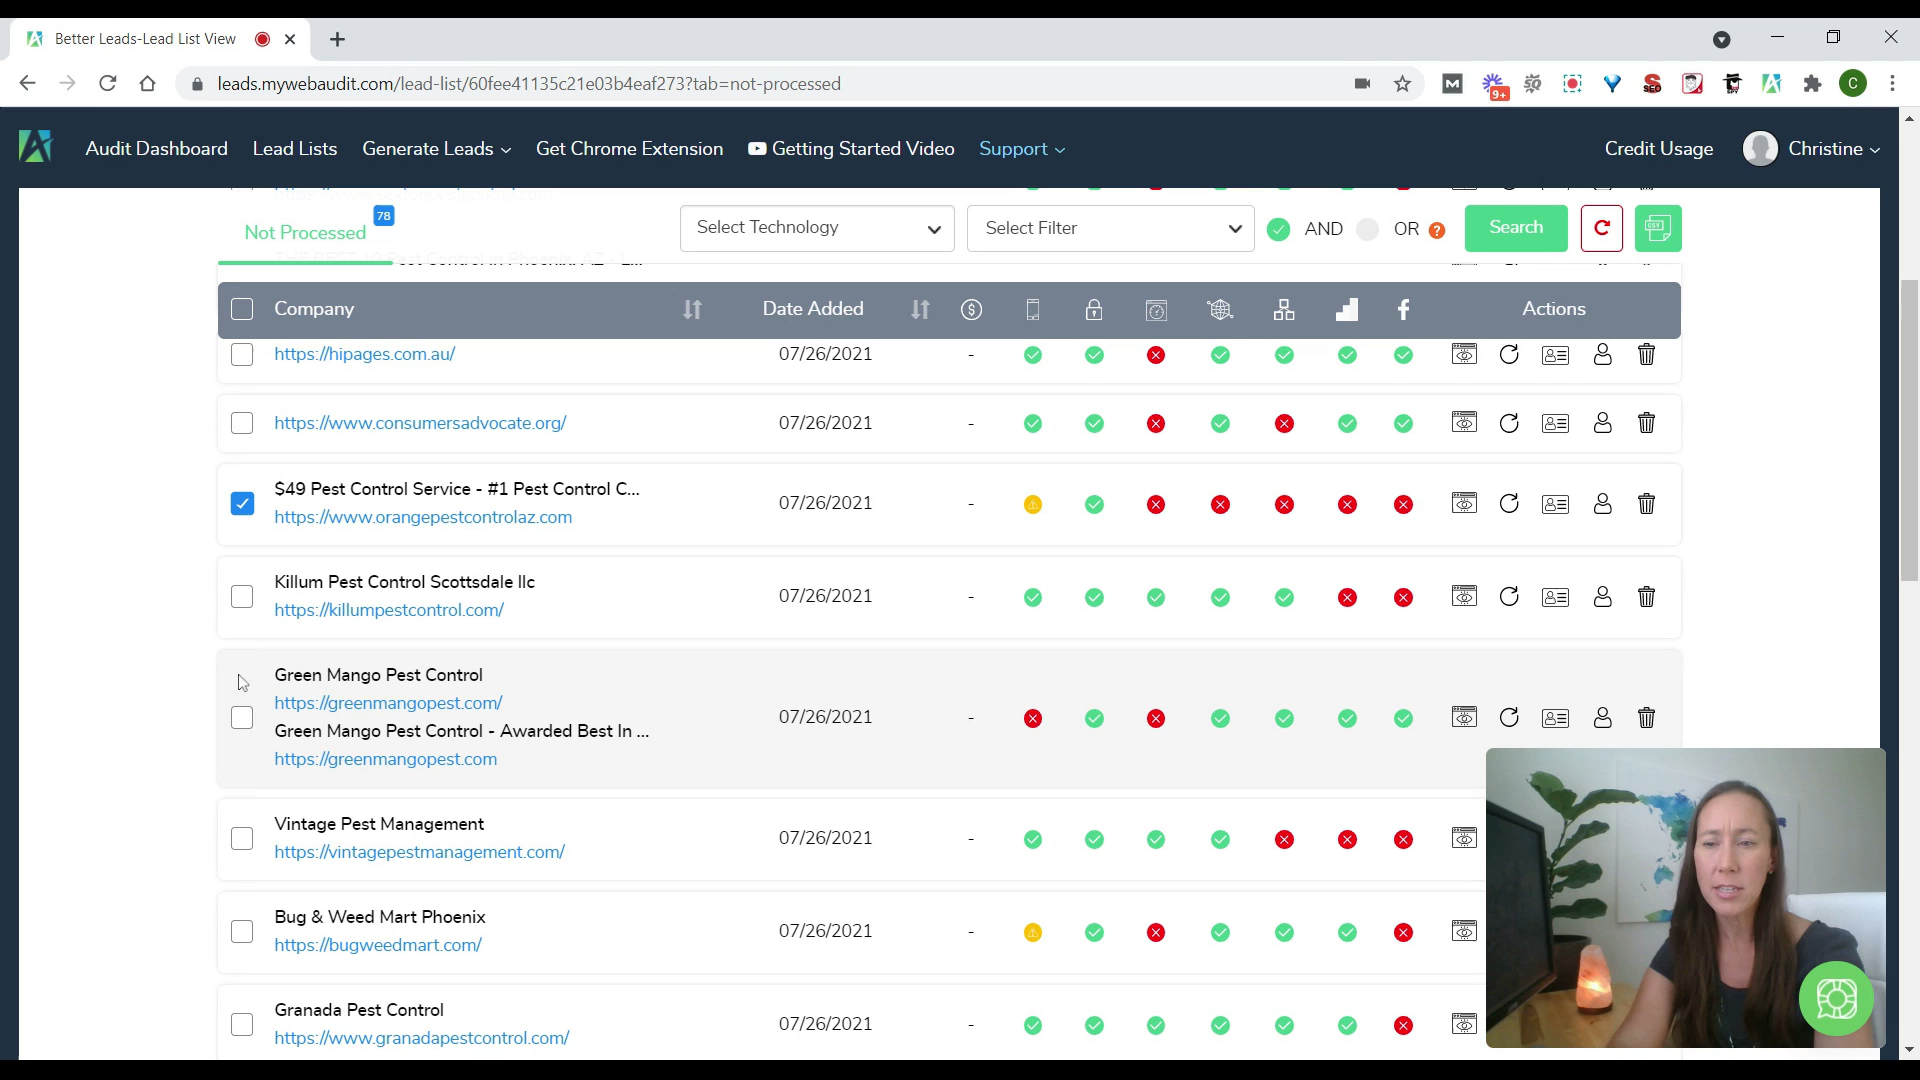 Better Leads-Lead List View
leads.mywebaudit.com/lead-list/60fee41135c21e03b4eaf273?tab=not-processed
9+
SEO
SPY
C
Audit Dashboard
Lead Lists
Generate Leads
Get Chrome Extension
Getting Started Video
Support
Credit Usage
Christine
Not Processed
78
Select Technology
Select Filter
AND
OR
?
Search
CSV
Company
Date Added
Actions
https://hipages.com.au/
07/26/2021
-
https://www.consumersadvocate.org/
07/26/2021
-
$49 Pest Control Service - #1 Pest Control C...
https://www.orangepestcontrolaz.com
07/26/2021
-
Killum Pest Control Scottsdale llc
https://killumpestcontrol.com/
07/26/2021
-
Green Mango Pest Control
https://greenmangopest.com/
Green Mango Pest Control - Awarded Best In ...
https://greenmangopest.com
07/26/2021
-
Vintage Pest Management
https://vintagepestmanagement.com/
07/26/2021
-
Bug & Weed Mart Phoenix
https://bugweedmart.com/
07/26/2021
-
Granada Pest Control
https://www.granadapestcontrol.com/
07/26/2021
-